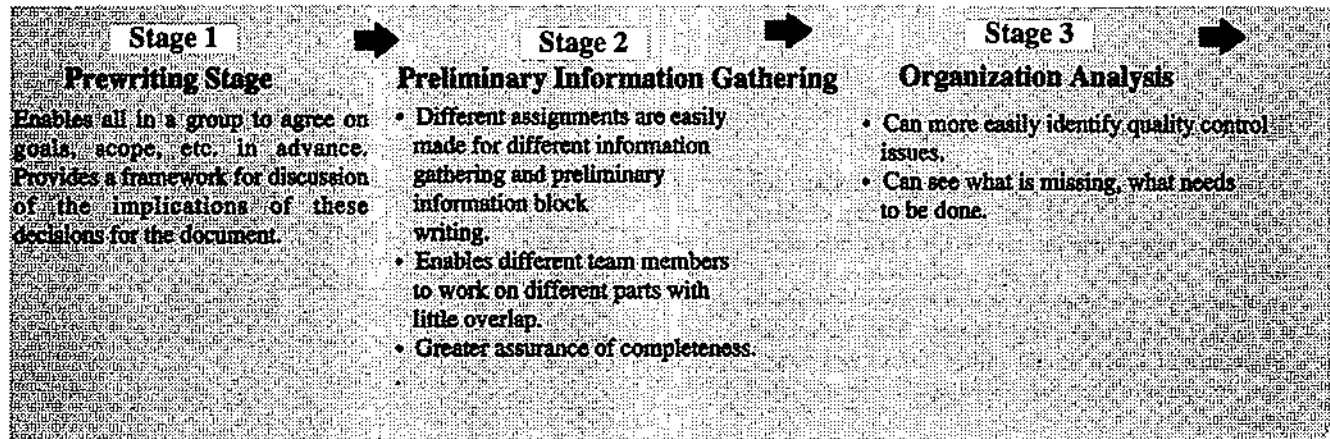 Stage 1
Prewriting Stage
Enables all in a group to agree on
goals, scope, etc. in advance.
Provides a framework for discussion
of the implications of these
decisions for the document.
Stage 2
Preliminary Information Gathering
• Different assignments are easily
made for different information
gathering and preliminary
information block
writing.
• Enables different team members
to work on different parts with
little overlap.
• Greater assurance of completeness.
Stage 3
Organization Analysis
• Can more easily identify quality control
issues.
• Can see what is missing, what needs
to be done.